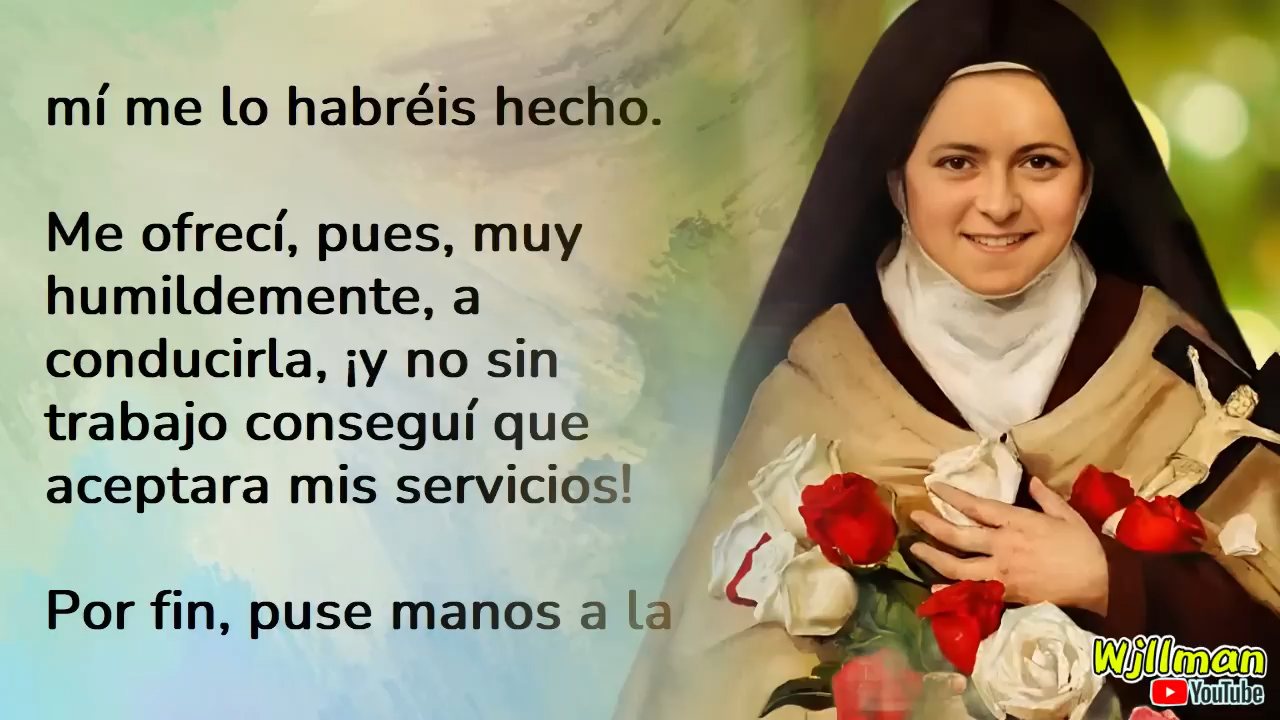 mí me lo habréis hecho.
Me ofrecí, pues, muy
humildemente, a
conducirla, ¡y no sin
trabajo conseguí que
aceptara mis servicios!
Por fin, puse manos a la
Wjllman
YouTube